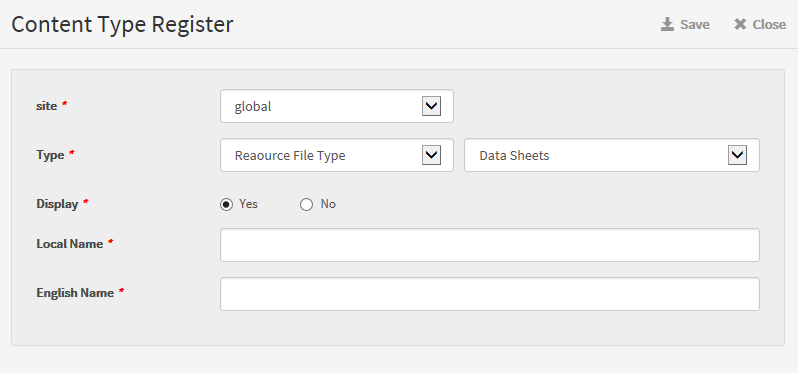 Content Type Register
Save
Close
site *
global
Type *
Reaource File Type
Data Sheets
Display *
Yes
No
Local Name *
English Name *